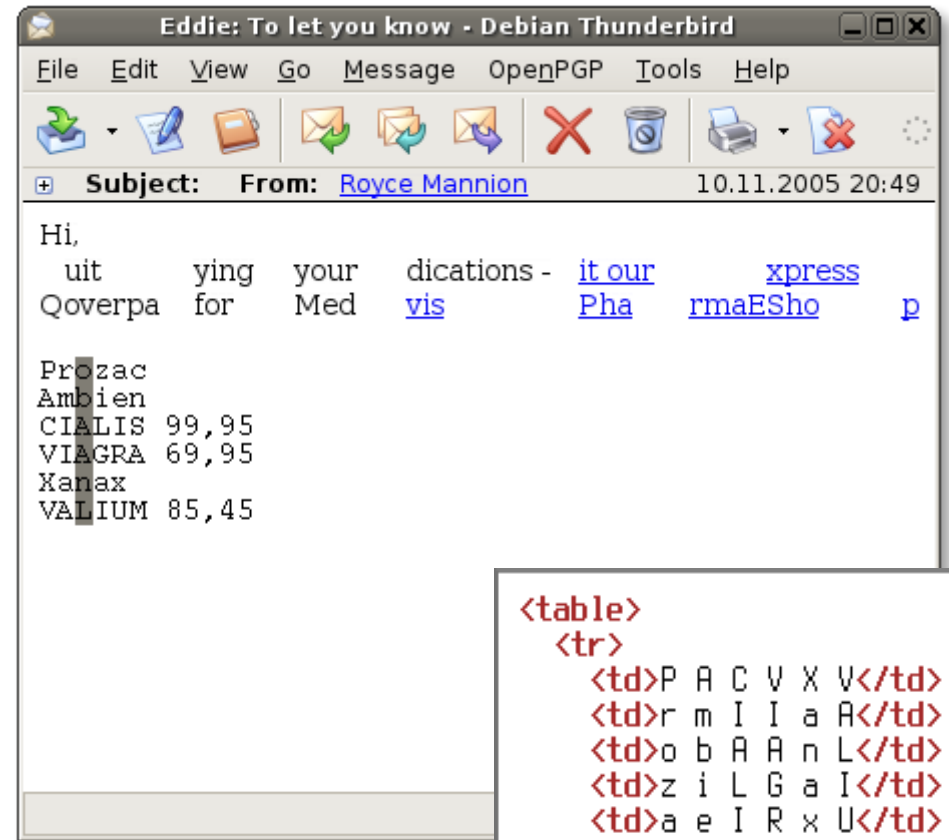 Eddie: To let you know - Debian Thunderbird
File Edit View Go Message OpenPGP Tools Help
Subject: From: Royce Mannion 10.11.2005 20:49
Hi,
uit ying your dications - it our xpress
Qoverpa for Med vis Pha rmaESho p
Prozac
Ambien
CIALIS 99,95
VIAGRA 69,95
Xanax
VALIUM 85,45
<table>
<tr>
<td>P A C V X V</td>
<td>r m I I a A</td>
<td>o b A A n L</td>
<td>z i L G a I</td>
<td>a e I R x U</td>